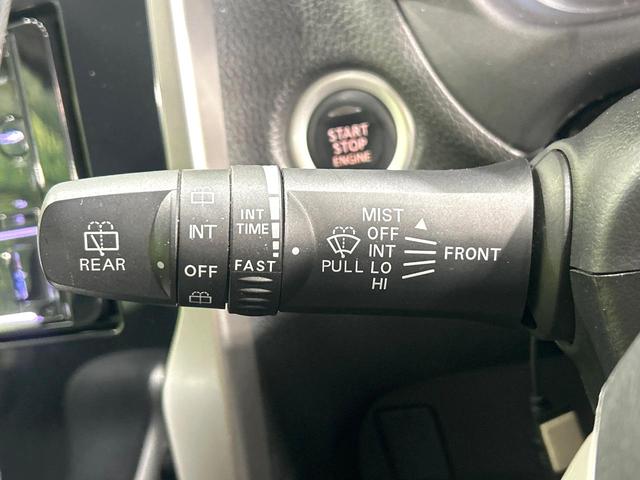 START
STOP
ENGINE
REAR
INT
OFF
INT
TIME
FAST
PULL
MIST
OFF
INT
LO
HI
FRONT